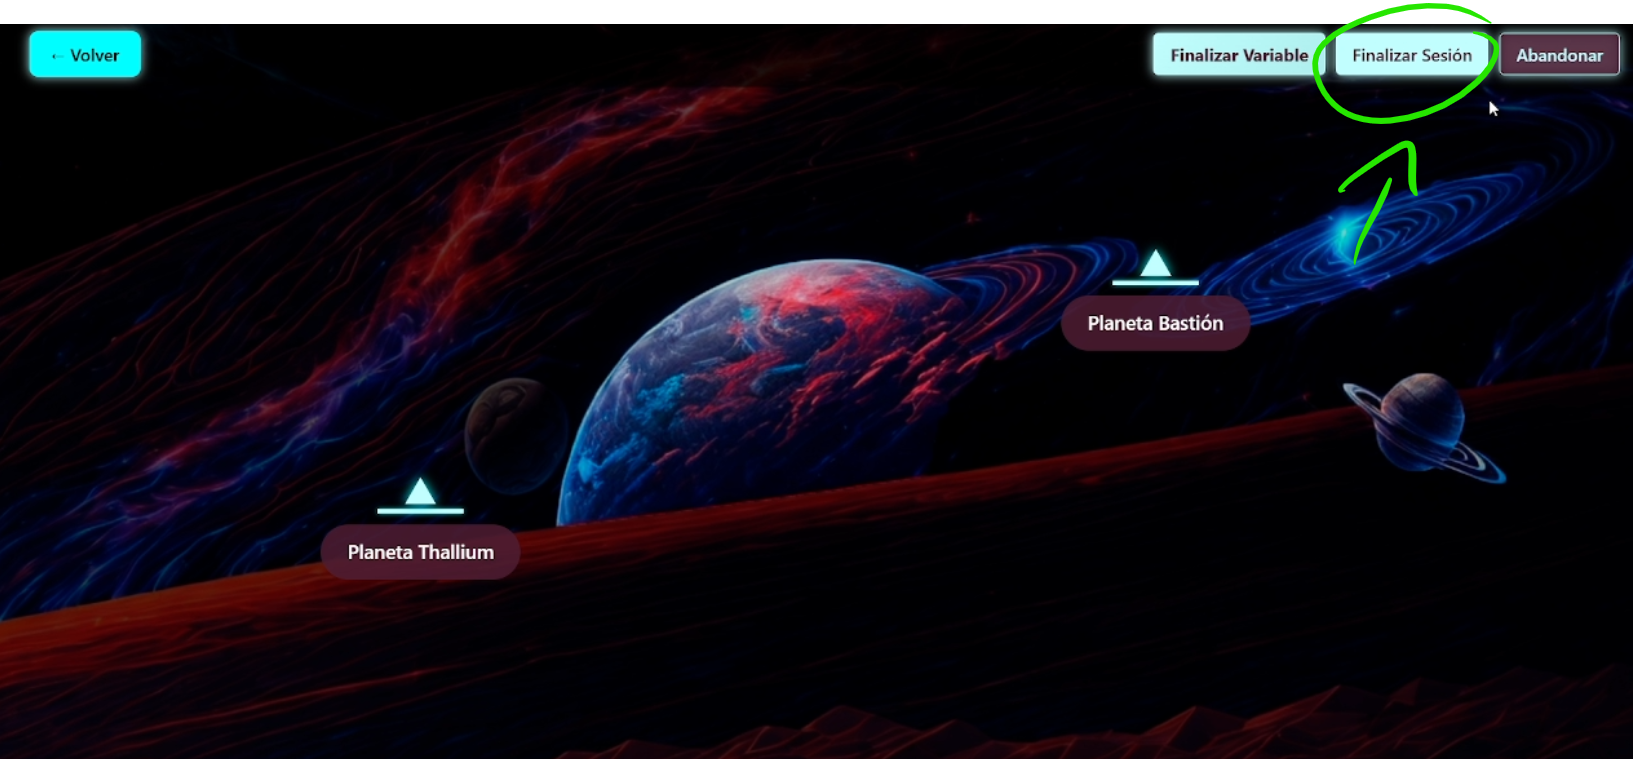 ← Volver
Finalizar Variable
Finalizar Sesión
Abandonar
Planeta Bastión
Planeta Thallium